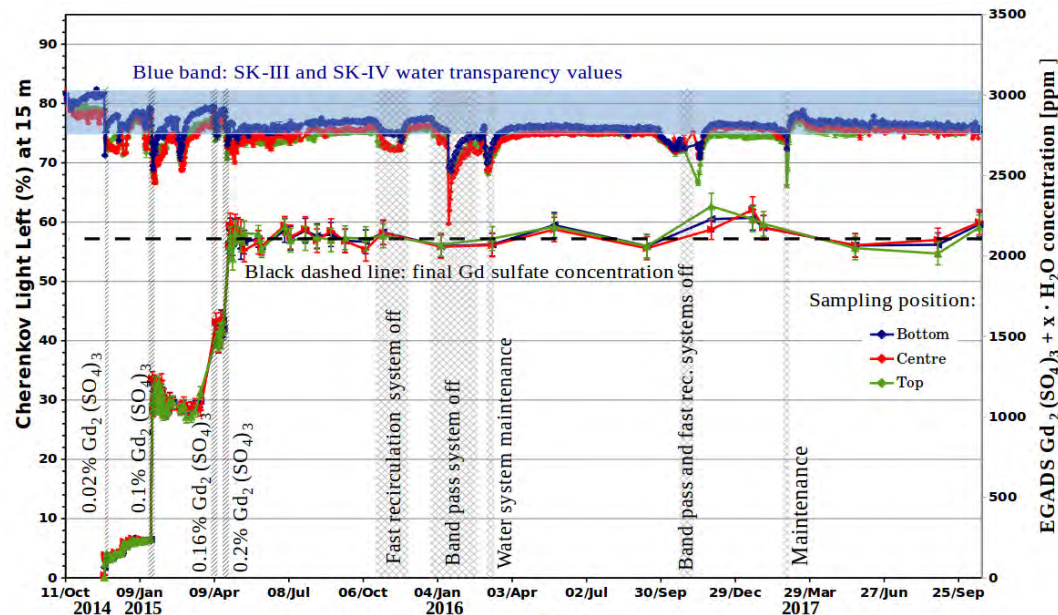 Cherenkov Light Left (%) at 15 m
90
80
70
60
50
40
30
20
10
0
Blue band: SK-III and SK-IV water transparency values
Black dashed line: final Gd sulfate concentration
Sampling position:
Bottom
Centre
Top
0.02% Gd2 (SO4)3
0.1% Gd2 (SO4)3
0.16% Gd2 (SO4)3
0.2% Gd2 (SO4)3
Fast recirculation system off
Band pass system off
Water system maintenance
Band pass and fast rec. systems off
Maintenance
3500
3000
2500
2000
1500
1000
500
0
EGADS Gd2 (SO4)3 + x · H2O concentration [ppm]
11/Oct 09/Jan 09/Apr 08/Jul 06/Oct 04/Jan 03/Apr 02/Jul 30/Sep 29/Dec 29/Mar 27/Jun 25/Sep
2014 2015 2016 2017